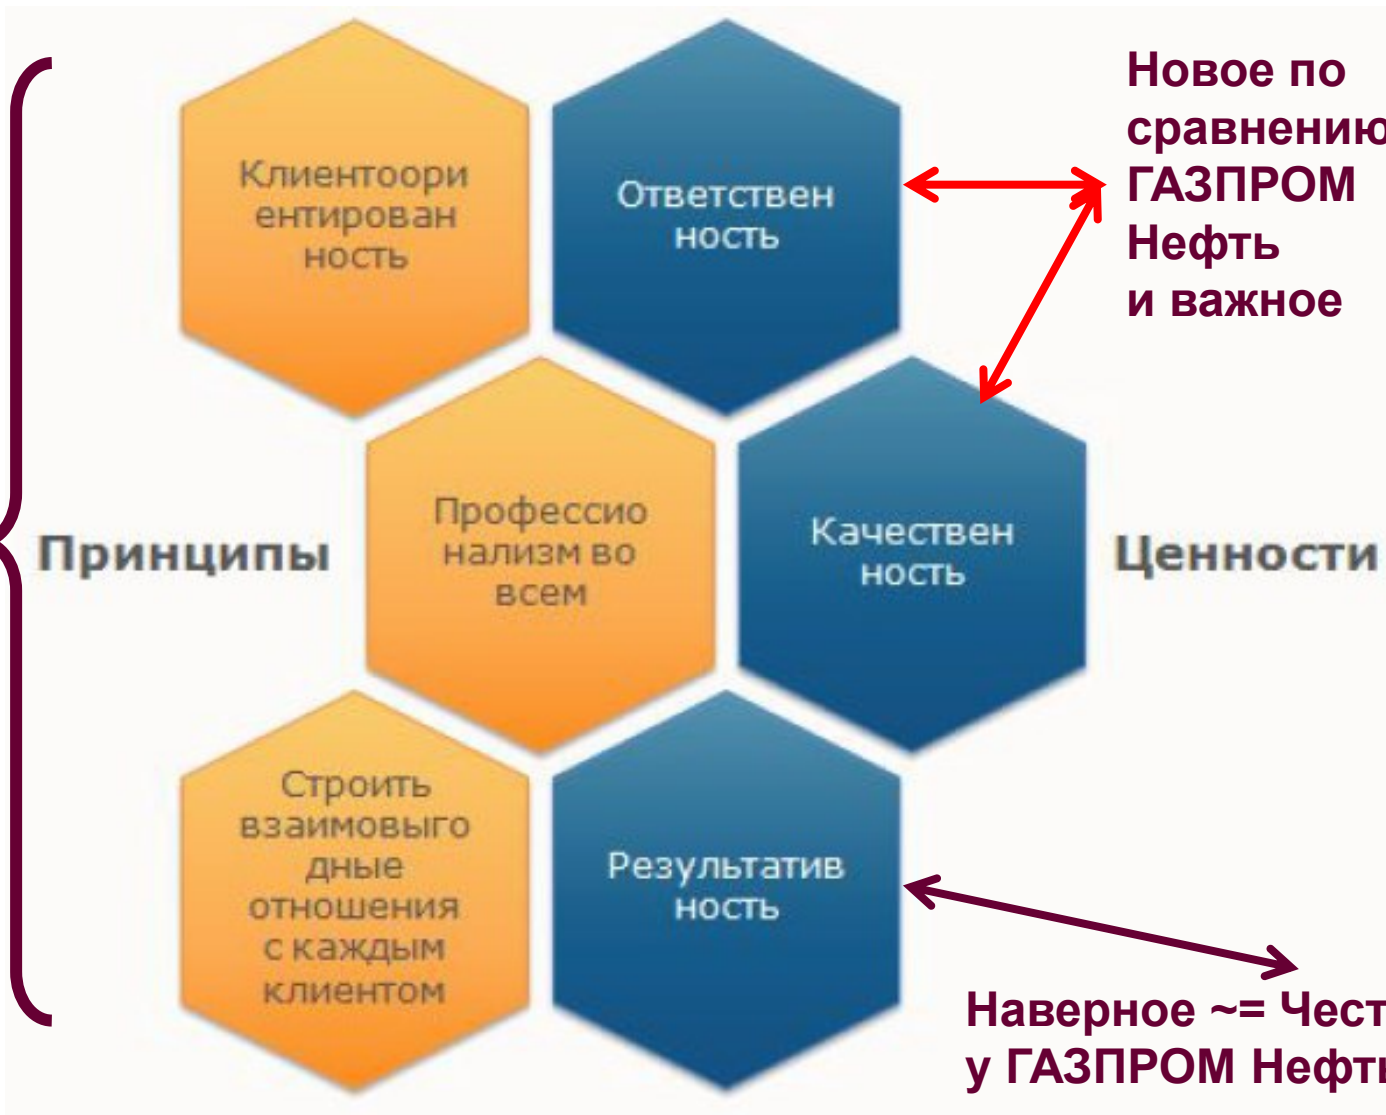 Клиентоори
ентирован
ность
Ответствен
ность
Новое по
сравнению
ГАЗПРОМ
Нефть
и важное
Принципы
Профессио
нализм во
всем
Качествен
ность
Ценности
Строить
взаимовыго
дные
отношения
с каждым
клиентом
Результатив
ность
Наверное ~= Чест
у ГАЗПРОМ Нефть